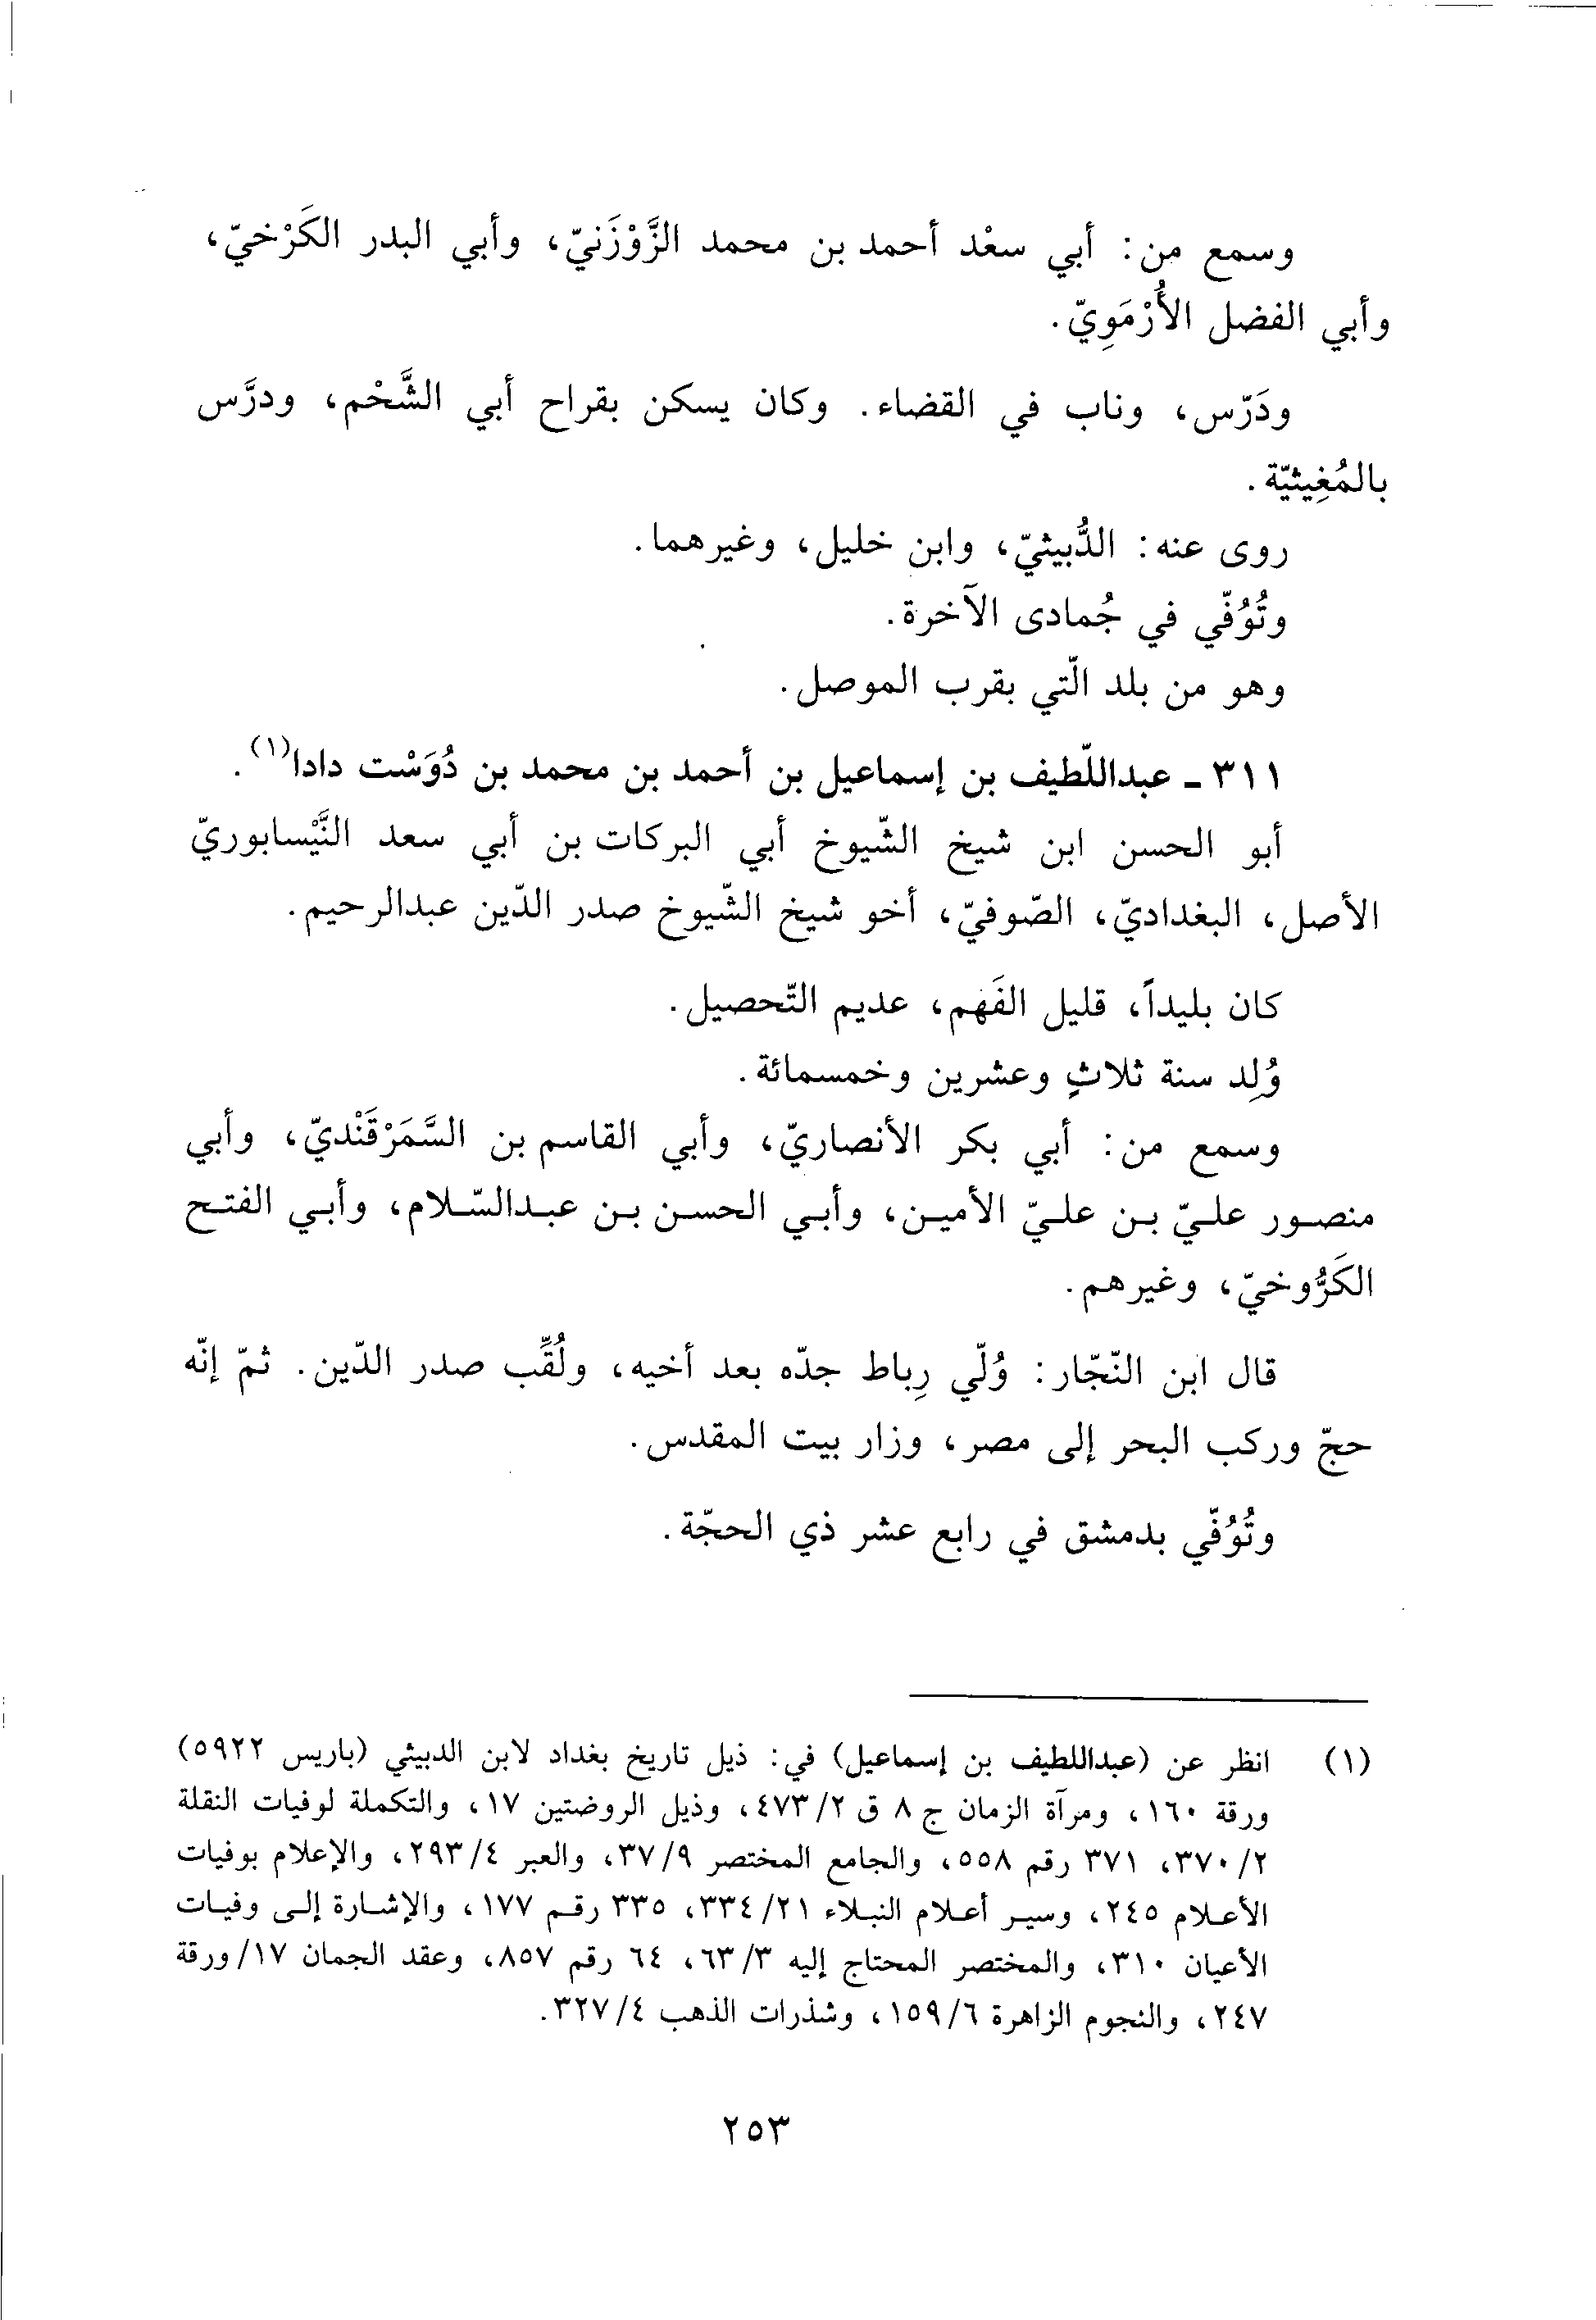 وسمع من: أبي سعْد أحمد بن محمد الزَّوْزَنيّ، وأبي البدر الكَرْخيّ،
وأبي الفضل الأُرْمَوِيّ.
ودَرّس، وناب في القضاء. وكان يسكن بقراح أبي الشَّحْم، ودرَّس
بالمُغِيثيّة.
روى عنه: الدُّبيثيّ، وابن خليل، وغيرهما.
وتُوُفّي في جُمادى الآخرة.
وهو من بلد الّتي بقرب الموصل.
٣١١ - عبداللّطيف بن إسماعيل بن أحمد بن محمد بن دُوَسْت دادا(١).
أبو الحسن ابن شيخ الشّيوخ أبي البركات بن أبي سعد النَّيْسابوريّ
الأصل، البغداديّ، الصّوفيّ، أخو شيخ الشّيوخ صدر الدّين عبدالرحيم.
كان بليداً، قليل الفَهم، عديم التّحصيل.
وُلِد سنة ثلاثٍ وعشرين وخمسمائة.
وسمع من: أبي بكر الأنصاريّ، وأبي القاسم بن السَّمَرْقَنْديّ، وأبي
منصور عليّ بن عليّ الأمين، وأبي الحسن بن عبدالسّلام، وأبي الفتح
الكَرُّوخيّ، وغيرهم.
قال ابن النّجّار: وُلّي رِباط جدّه بعد أخيه، ولُقِّب صدر الدّين. ثمّ إنّه
حجّ وركب البحر إلى مصر، وزار بيت المقدس.
وتُوُفّي بدمشق في رابع عشر ذي الحجّة.
(١) انظر عن (عبداللطيف بن إسماعيل) في: ذيل تاريخ بغداد لابن الدبيثي (باريس ٥٩٢٢)
ورقة ١٦٠، ومرآة الزمان ج ٨ ق ٢/ ٤٧٣، وذيل الروضتين ١٧، والتكملة لوفيات النقلة
٢/ ٣٧٠، ٣٧١ رقم ٥٥٨، والجامع المختصر ٩/ ٣٧، والعبر ٤/ ٢٩٣، والإعلام بوفيات
الأعلام ٢٤٥، وسير أعلام النبلاء ٢١/ ٣٣٤، ٣٣٥ رقم ١٧٧، والإشارة إلى وفيات
الأعيان ٣١٠، والمختصر المحتاج إليه ٣/ ٦٣، ٦٤ رقم ٨٥٧، وعقد الجمان ١٧/ ورقة
٢٤٧، والنجوم الزاهرة ٦/ ١٥٩، وشذرات الذهب ٤/ ٣٢٧.
٢٥٣